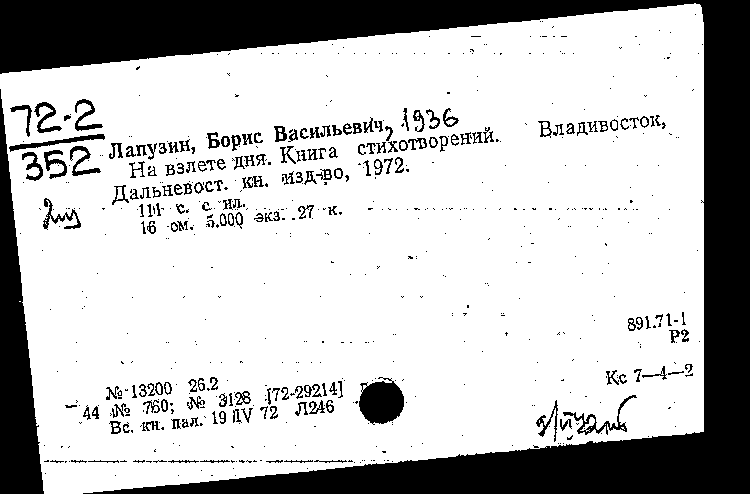 72-2
352
Лапузин, Борис Васильевич, 1936
На взлете дня. Книга стихотворений. Владивосток,
Дальневост. кн. изд-во, 1972.
111 с. с ил.
16 см. 5.000 экз. 27 к.
891.71-1
Р2
№ 13200 26.2
44 № 760; № 3128 [72-29214]
Вс. кн. пал. 19 IV 72 Л246
Кс 7—4—2